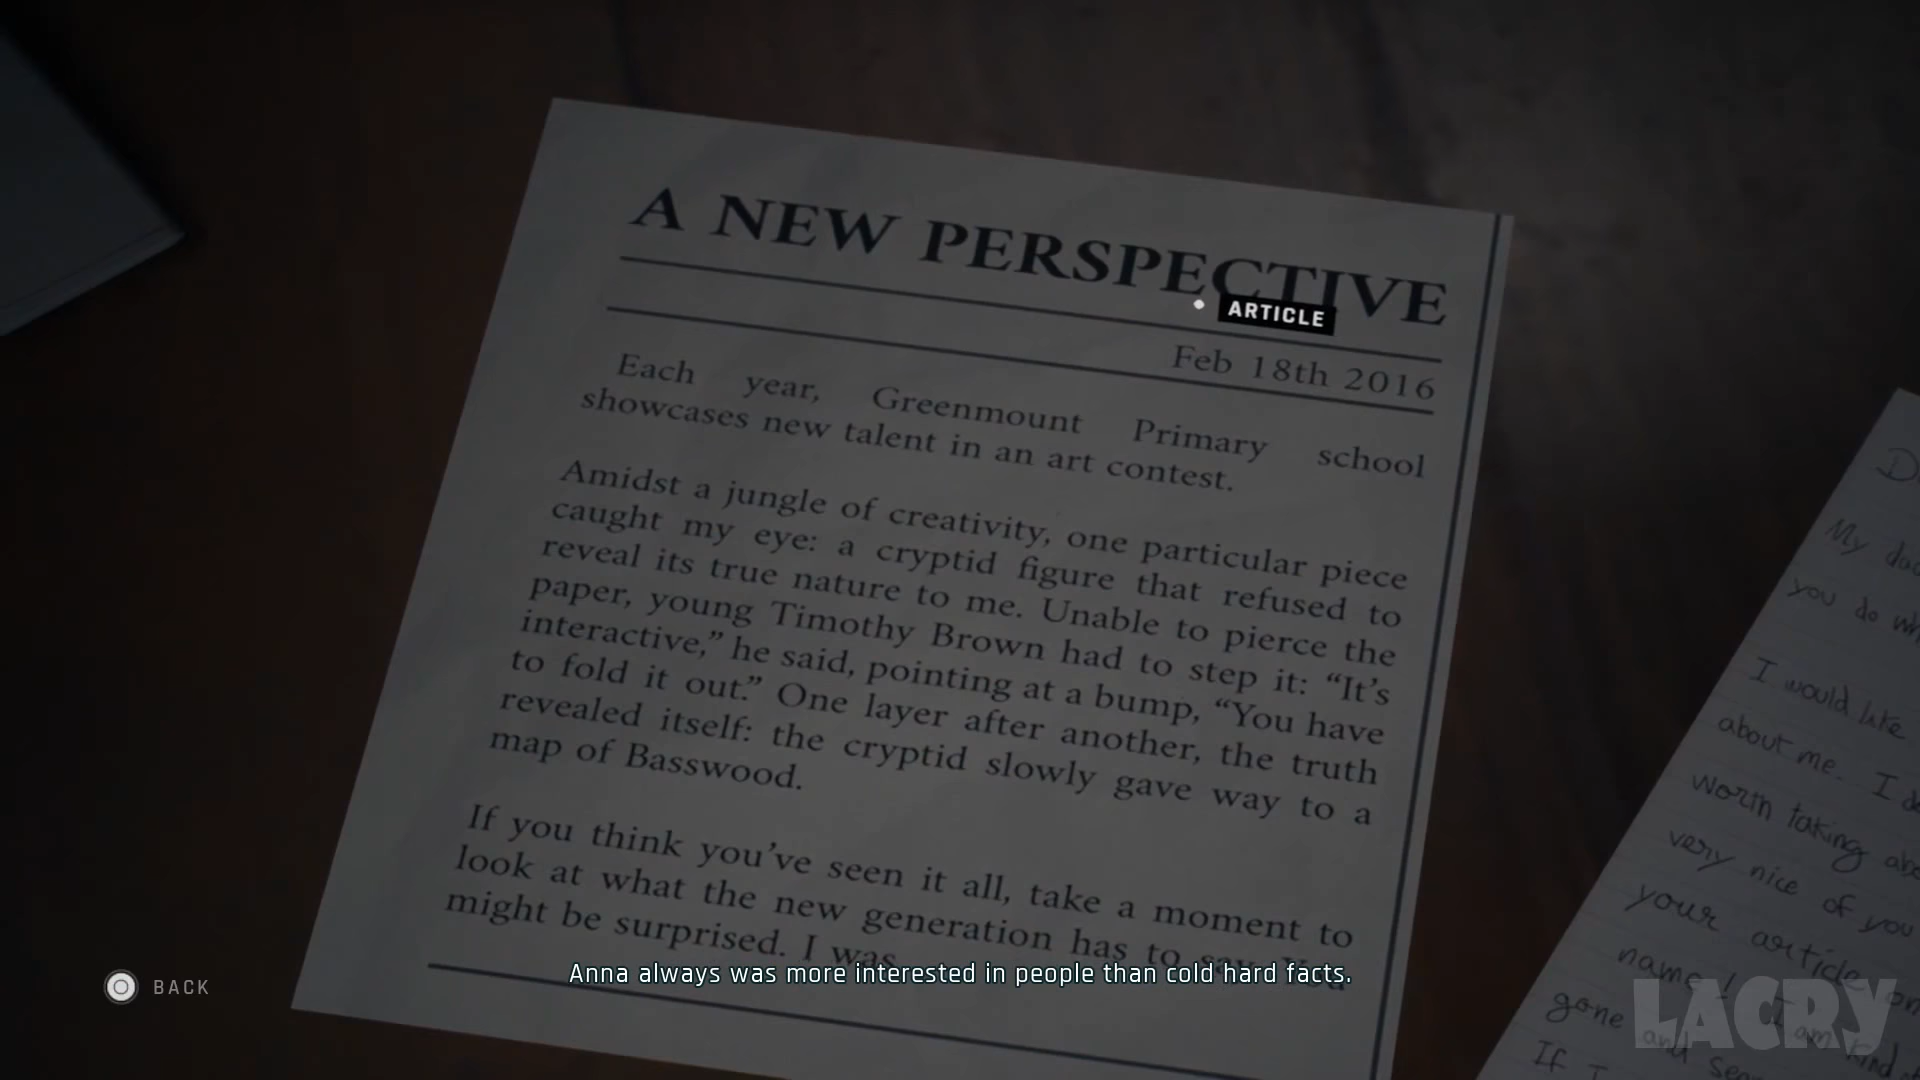 A NEW PERSPECTIVE
ARTICLE
Feb 18th 2016
Each year, Greenmount Primary school
showcases new talent in an art contest.
Amidst a jungle of creativity, one particular piece
caught my eye: a cryptid figure that refused to
reveal its true nature to me. Unable to pierce the
paper, young Timothy Brown had to step it: “It’s
interactive,” he said, pointing at a bump, “You have
to fold it out.” One layer after another, the truth
revealed itself: the cryptid slowly gave way to a
map of Basswood.
If you think you’ve seen it all, take a moment to
look at what the new generation has to say. You
might be surprised. I was.
Anna always was more interested in people than cold hard facts.
BACK
My
you do
I would like
about me. I
worth taking
very nice of you
your article on
name! I am kind
gone and
If I
LACRY